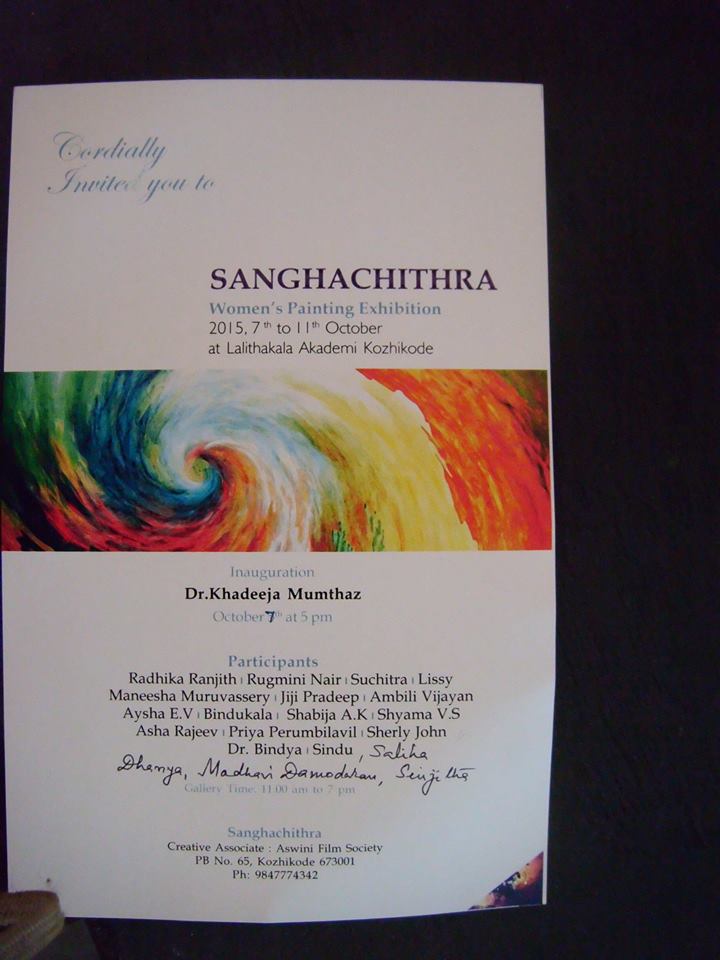 Cordially
Invited you to
SANGHACHITHRA
Women's Painting Exhibition
2015, 7th to 11th October
at Lalithakala Akademi Kozhikode
Inauguration
Dr.Khadeeja Mumthaz
October 7th at 5 pm
Participants
Radhika Ranjith | Rugmini Nair | Suchitra | Lissy
Maneesha Muruvassery | Jiji Pradeep | Ambili Vijayan
Aysha E.V | Bindukala | Shabija A.K | Shyama V.S
Asha Rajeev | Priya Perumbilavil | Sherly John
Dr. Bindya | Sindu , Saliha
Dhanya, Madhavi Damodaran, Sinjitha
Gallery Time: 11.00 am to 7 pm
Sanghachithra
Creative Associate : Aswini Film Society
PB No. 65, Kozhikode 673001
Ph: 9847774342